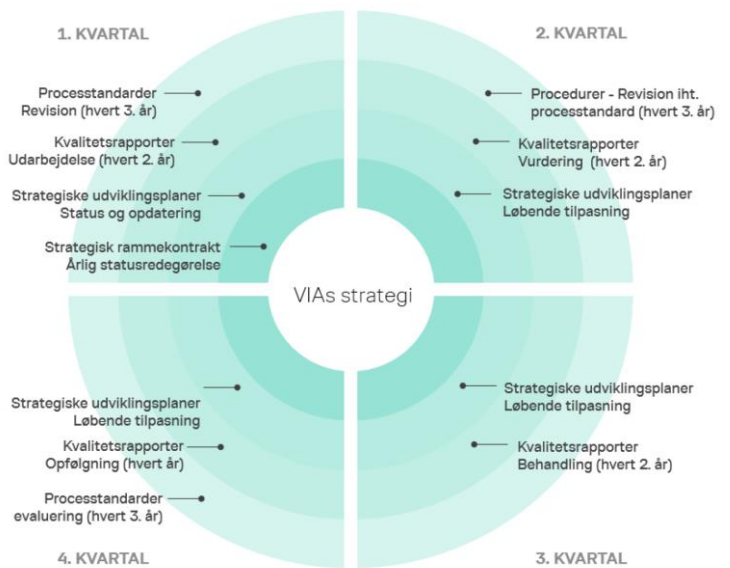 1. KVARTAL
Processtandarder
Revision (hvert 3. år)
Kvalitetsrapporter
Udarbejdelse (hvert 2. år)
Strategiske udviklingsplaner
Status og opdatering
Strategisk rammekontrakt
Årlig statusredegørelse
2. KVARTAL
Procedurer - Revision iht.
processtandard (hvert 3. år)
Kvalitetsrapporter
Vurdering (hvert 2. år)
Strategiske udviklingsplaner
Løbende tilpasning
VIAs strategi
Strategiske udviklingsplaner
Løbende tilpasning
Kvalitetsrapporter
Opfølgning (hvert år)
Processtandarder
evaluering (hvert 3. år)
4. KVARTAL
Strategiske udviklingsplaner
Løbende tilpasning
Kvalitetsrapporter
Behandling (hvert 2. år)
3. KVARTAL